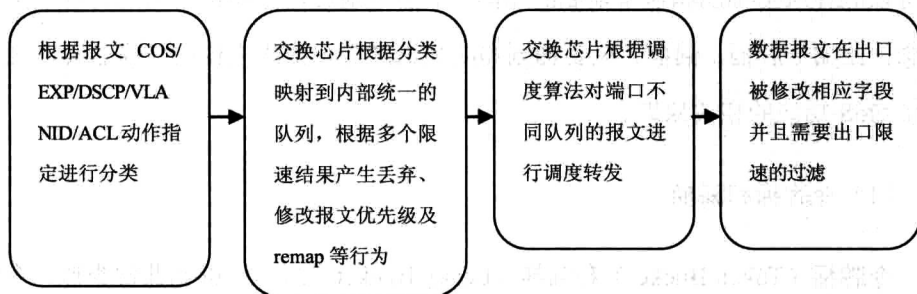 根据报文 COS/
EXP/DSCP/VLA
NID/ACL 动作指
定进行分类
交换芯片根据分类
映射到内部统一的
队列，根据多个限
速结果产生丢弃、
修改报文优先级及
remap 等行为
交换芯片根据调
度算法对端口不
同队列的报文进
行调度转发
数据报文在出口
被修改相应字段
并且需要出口限
速的过滤